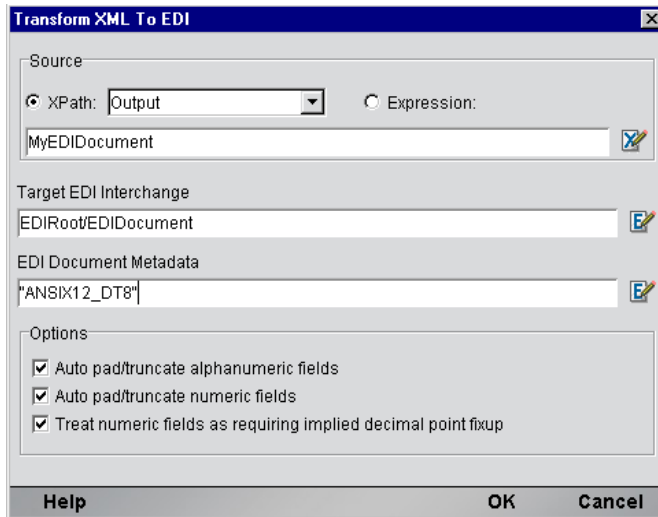 Transform XML To EDI
Source
XPath: Output Expression:
MyEDIDocument
Target EDI Interchange
EDIRoot/EDIDocument
EDI Document Metadata
"ANSIX12_DT8"
Options
Auto pad/truncate alphanumeric fields
Auto pad/truncate numeric fields
Treat numeric fields as requiring implied decimal point fixup
Help OK Cancel